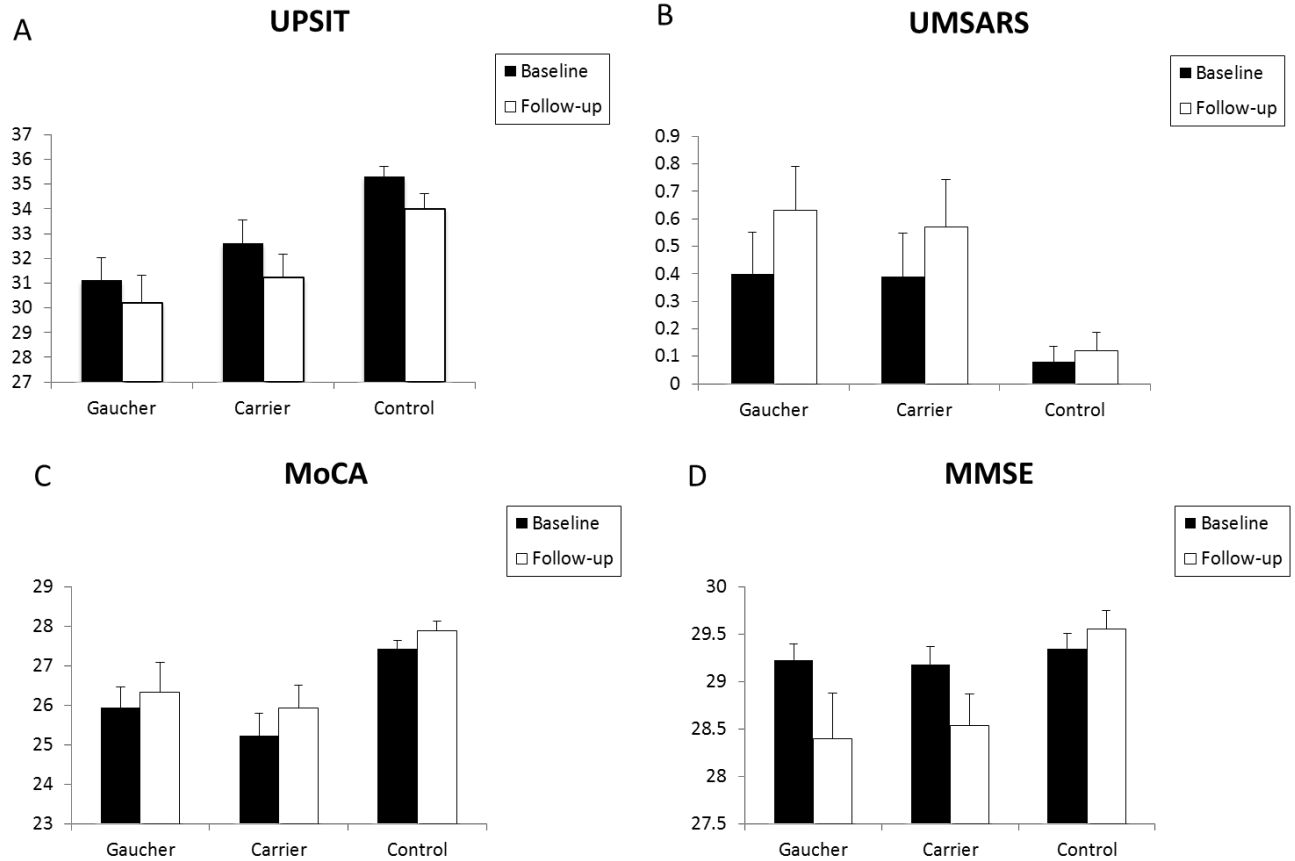 A
UPSIT
Baseline
Follow-up
37
36
35
34
33
32
31
30
29
28
27
Gaucher
Carrier
Control
B
UMSARS
Baseline
Follow-up
0.9
0.8
0.7
0.6
0.5
0.4
0.3
0.2
0.1
0
Gaucher
Carrier
Control
C
MoCA
Baseline
Follow-up
29
28
27
26
25
24
23
Gaucher
Carrier
Control
D
MMSE
Baseline
Follow-up
30
29.5
29
28.5
28
27.5
Gaucher
Carrier
Control